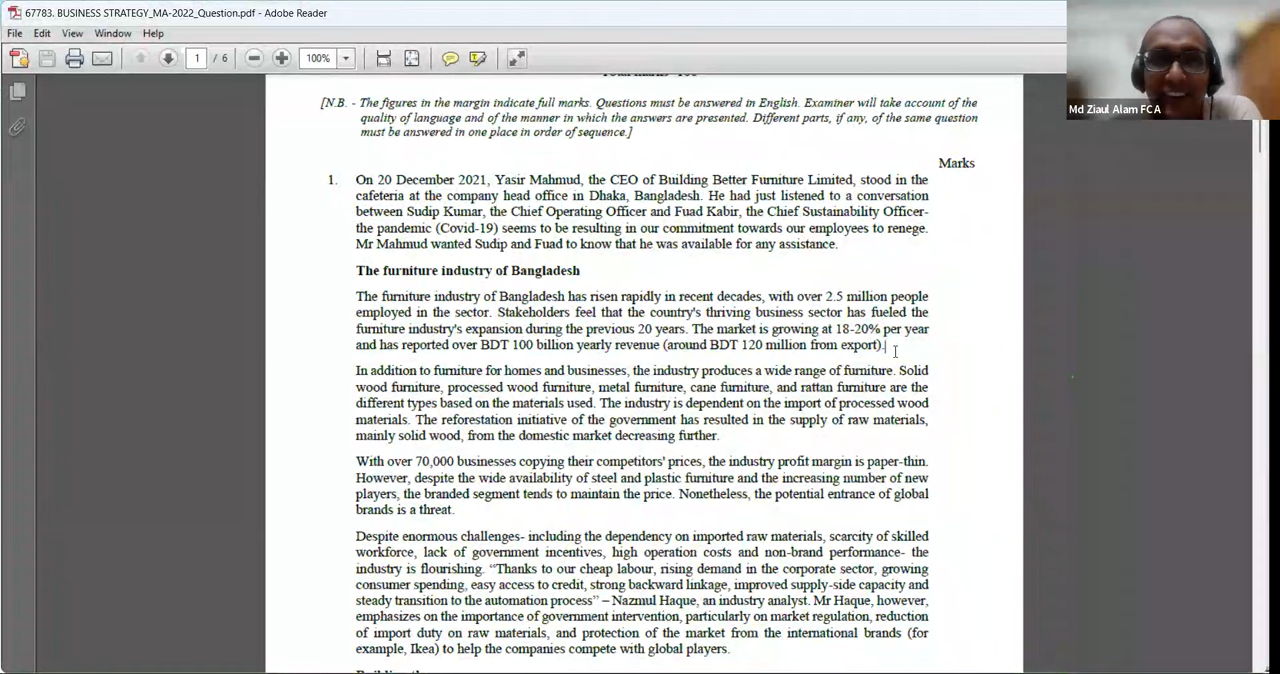 67783. BUSINESS STRATEGY_MA-2022_Question.pdf - Adobe Reader
File Edit View Window Help
1 / 6 100%
Md Ziaul Alam FCA
[N.B. - The figures in the margin indicate full marks. Questions must be answered in English. Examiner will take account of the
quality of language and of the manner in which the answers are presented. Different parts, if any, of the same question
must be answered in one place in order of sequence.]
Marks
1. On 20 December 2021, Yasir Mahmud, the CEO of Building Better Furniture Limited, stood in the
cafeteria at the company head office in Dhaka, Bangladesh. He had just listened to a conversation
between Sudip Kumar, the Chief Operating Officer and Fuad Kabir, the Chief Sustainability Officer-
the pandemic (Covid-19) seems to be resulting in our commitment towards our employees to renege.
Mr Mahmud wanted Sudip and Fuad to know that he was available for any assistance.
The furniture industry of Bangladesh
The furniture industry of Bangladesh has risen rapidly in recent decades, with over 2.5 million people
employed in the sector. Stakeholders feel that the country's thriving business sector has fueled the
furniture industry's expansion during the previous 20 years. The market is growing at 18-20% per year
and has reported over BDT 100 billion yearly revenue (around BDT 120 million from export).
In addition to furniture for homes and businesses, the industry produces a wide range of furniture. Solid
wood furniture, processed wood furniture, metal furniture, cane furniture, and rattan furniture are the
different types based on the materials used. The industry is dependent on the import of processed wood
materials. The reforestation initiative of the government has resulted in the supply of raw materials,
mainly solid wood, from the domestic market decreasing further.
With over 70,000 businesses copying their competitors' prices, the industry profit margin is paper-thin.
However, despite the wide availability of steel and plastic furniture and the increasing number of new
players, the branded segment tends to maintain the price. Nonetheless, the potential entrance of global
brands is a threat.
Despite enormous challenges- including the dependency on imported raw materials, scarcity of skilled
workforce, lack of government incentives, high operation costs and non-brand performance- the
industry is flourishing. “Thanks to our cheap labour, rising demand in the corporate sector, growing
consumer spending, easy access to credit, strong backward linkage, improved supply-side capacity and
steady transition to the automation process” – Nazmul Haque, an industry analyst. Mr Haque, however,
emphasizes on the importance of government intervention, particularly on market regulation, reduction
of import duty on raw materials, and protection of the market from the international brands (for
example, Ikea) to help the companies compete with global players.